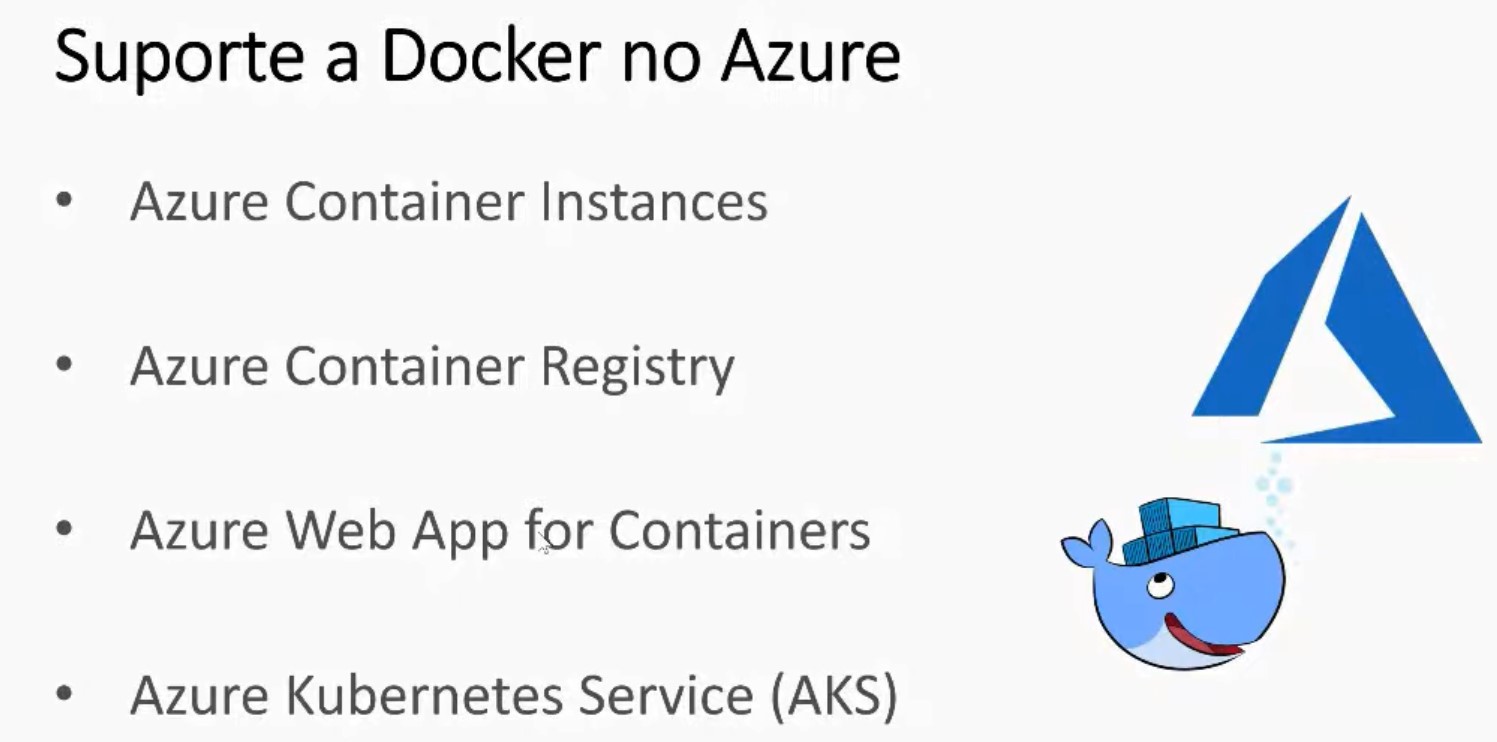 Suporte a Docker no Azure
• Azure Container Instances
• Azure Container Registry
• Azure Web App for Containers
• Azure Kubernetes Service (AKS)